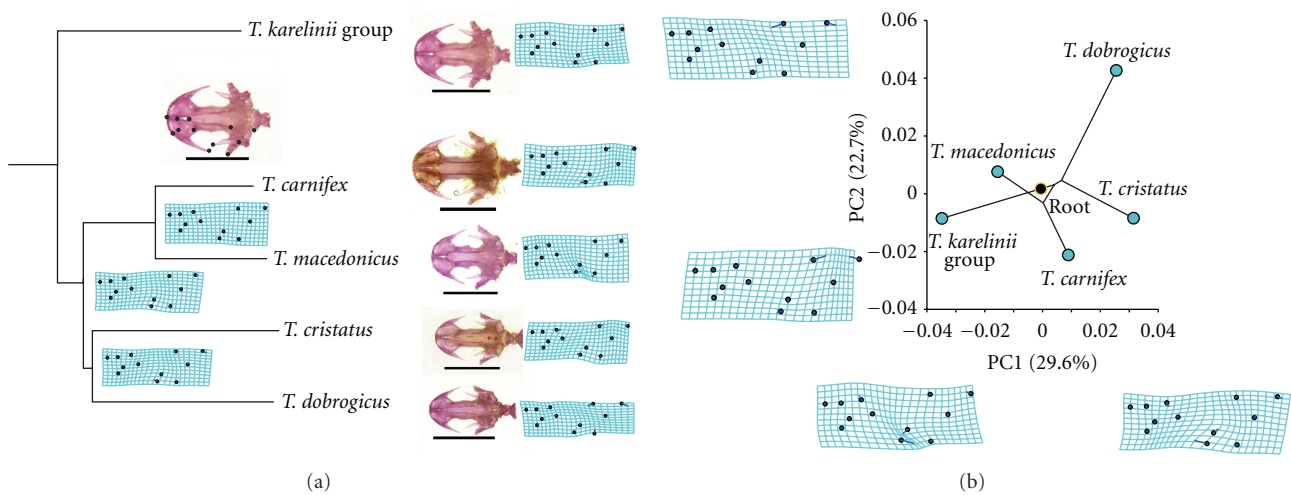 T. karelinii group
T. carnifex
T. macedonicus
T. cristatus
T. dobrogicus
(a)
0.06
0.04
0.02
0
−0.02
−0.04
PC2 (22.7%)
T. dobrogicus
T. macedonicus
T. cristatus
Root
T. karelinii
group
T. carnifex
−0.04 −0.02 0 0.02 0.04
PC1 (29.6%)
(b)